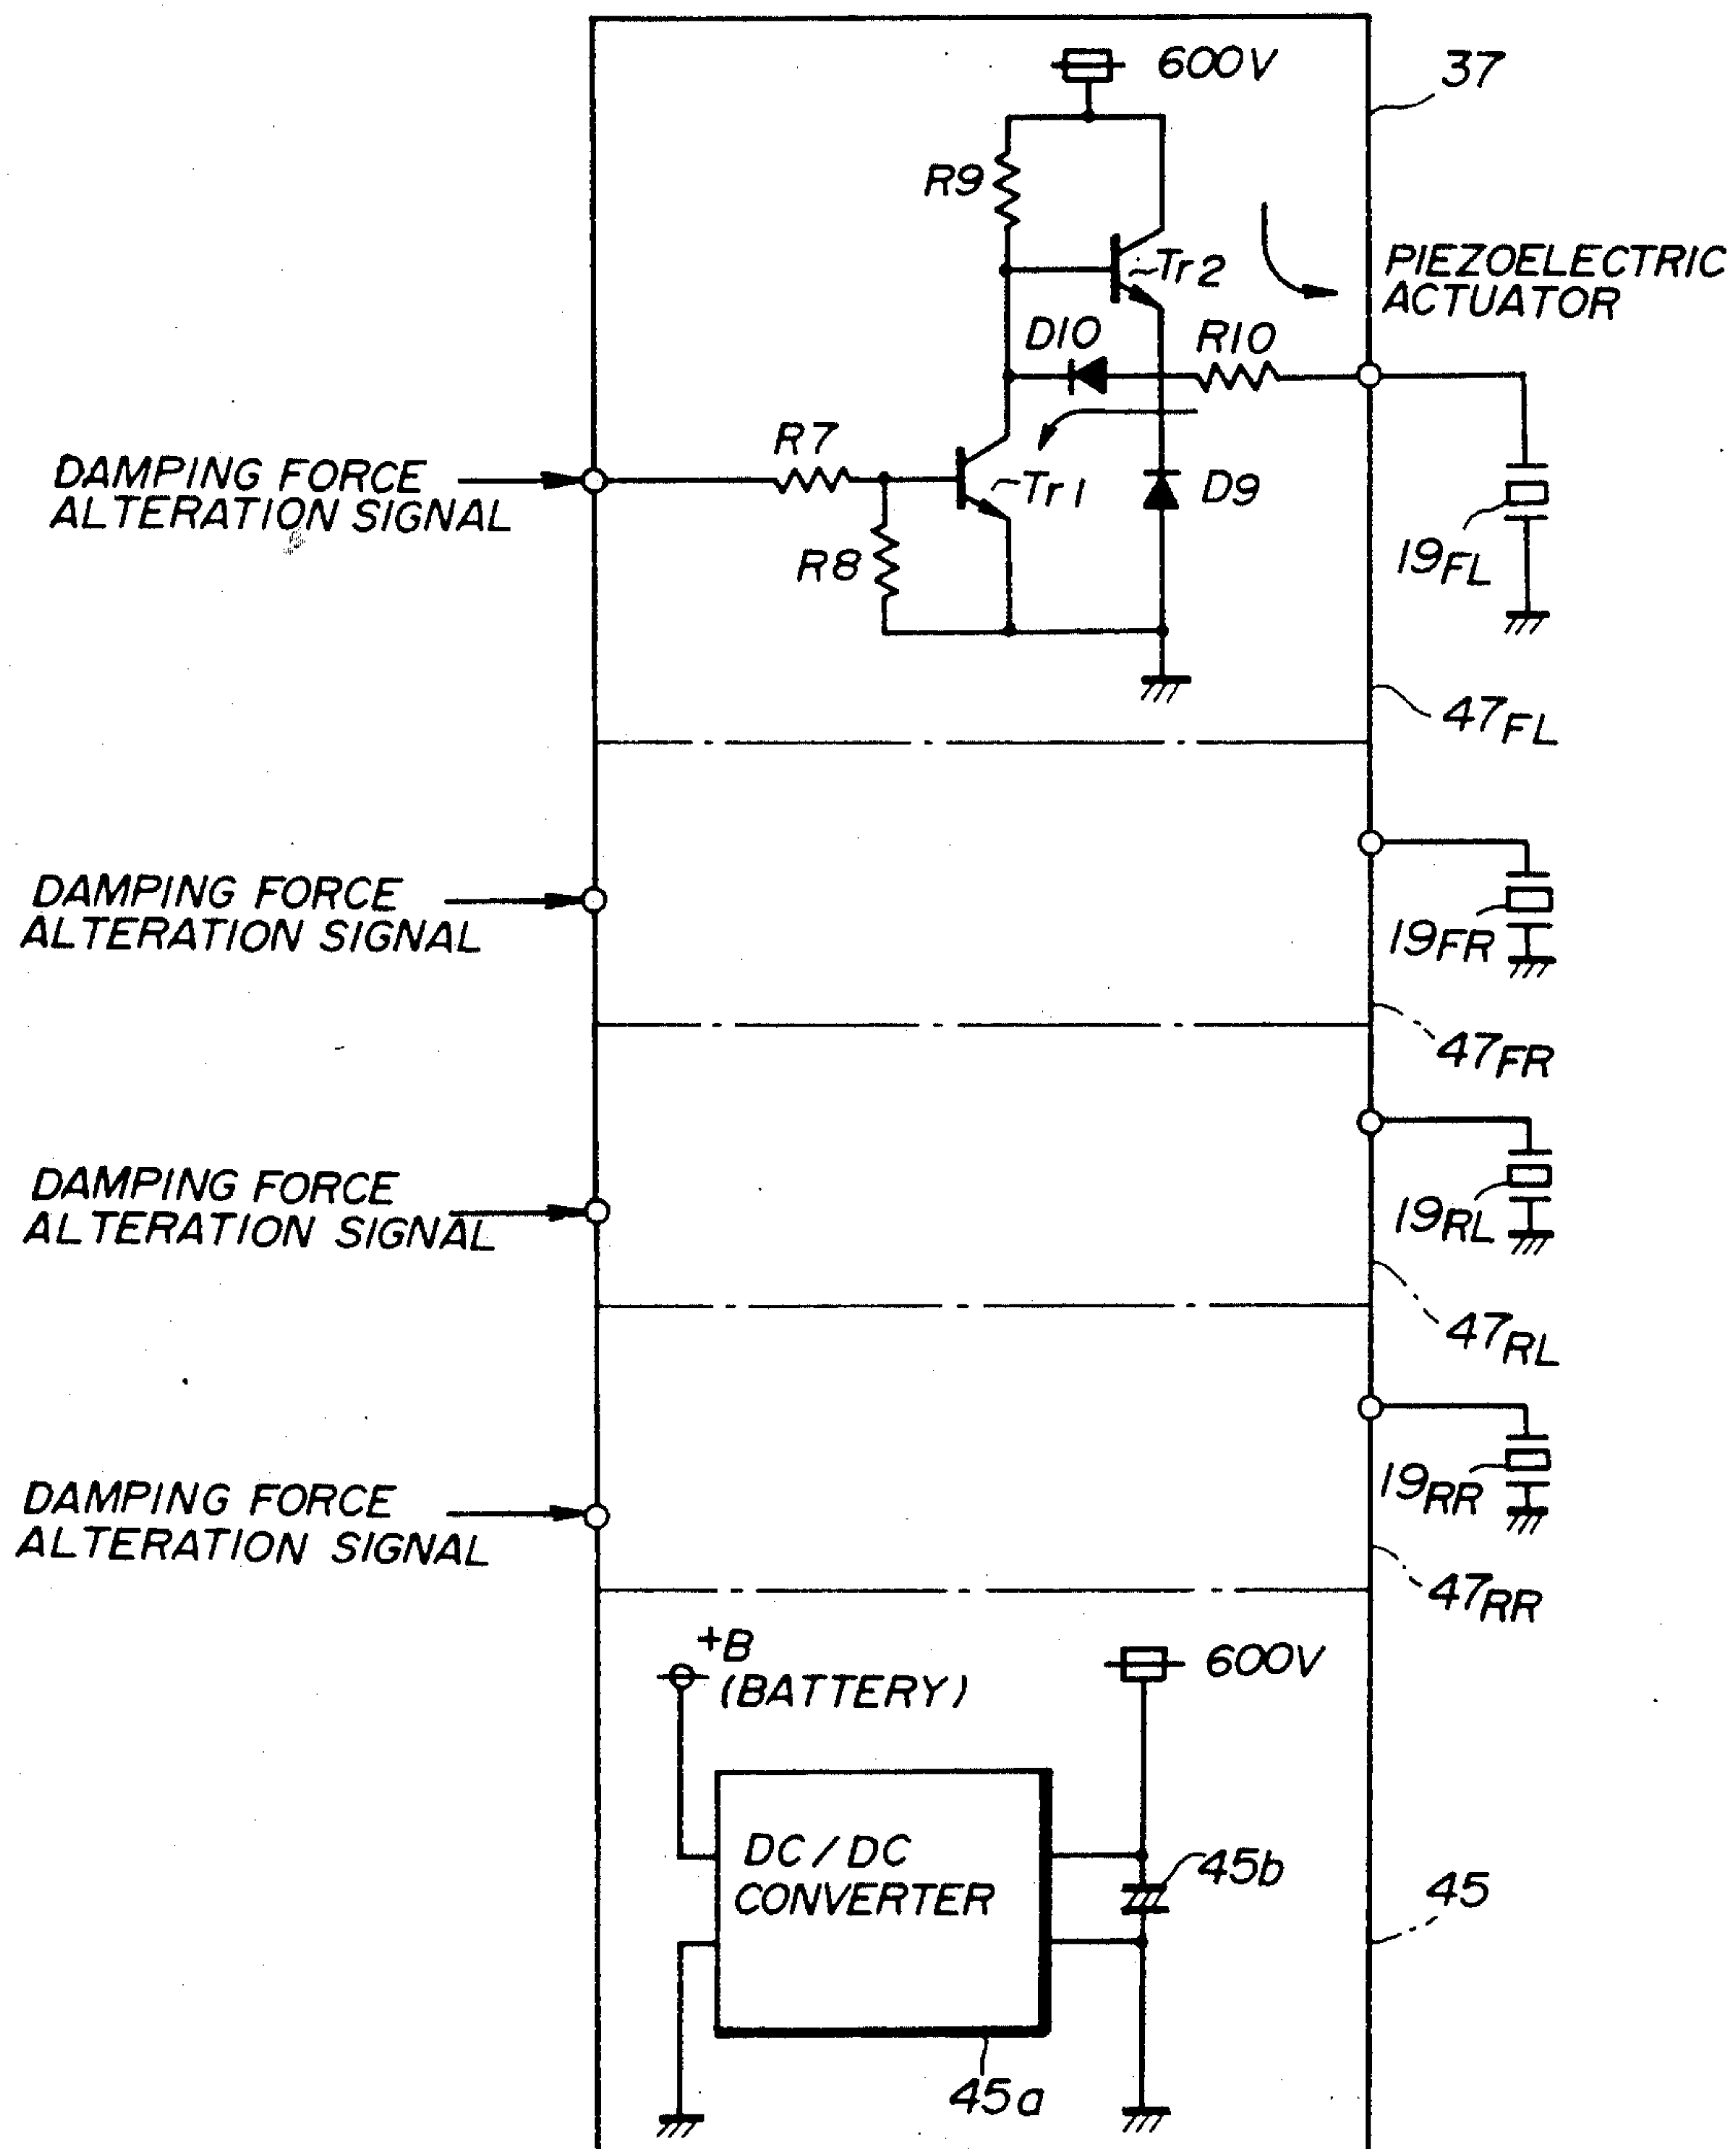 600V
37
R9
Tr2
PIEZOELECTRIC
ACTUATOR
D10
R10
R7
DAMPING FORCE
ALTERATION SIGNAL
Tr1
D9
R8
19FL
47FL
DAMPING FORCE
ALTERATION SIGNAL
19FR
47FR
DAMPING FORCE
ALTERATION SIGNAL
19RL
47RL
DAMPING FORCE
ALTERATION SIGNAL
19RR
47RR
+B
(BATTERY)
600V
DC/DC
CONVERTER
45b
45
45a